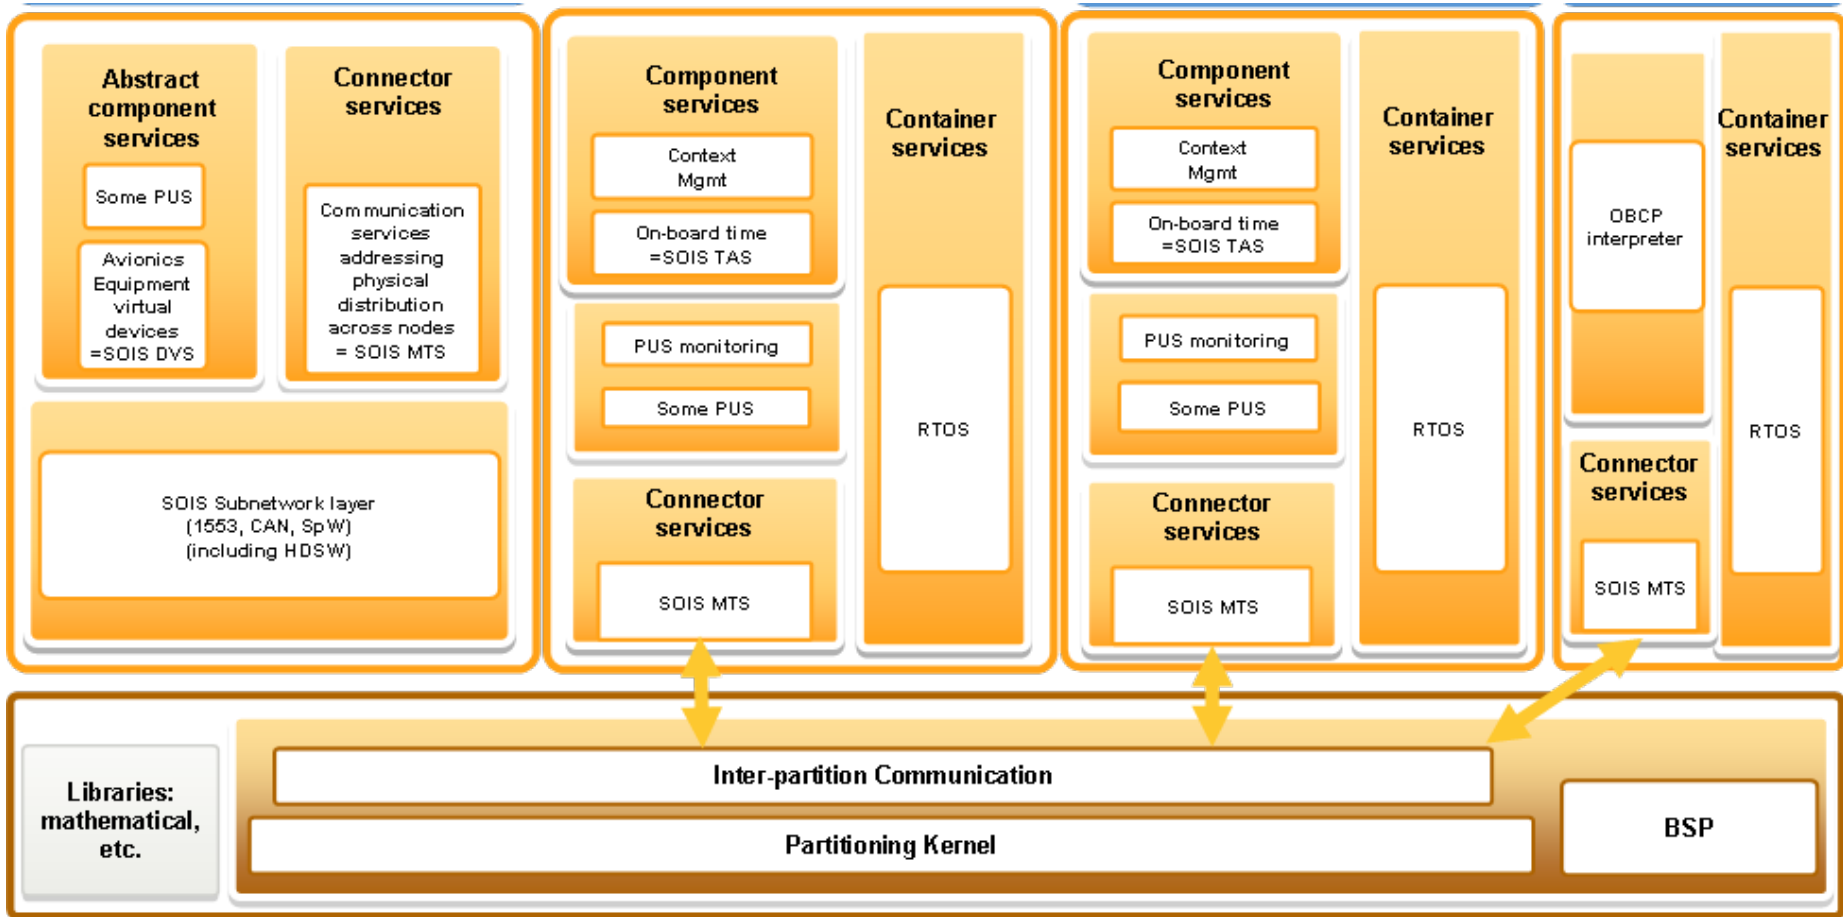 Abstract
component
services
Some PUS
Avionics
Equipment
virtual
devices
=SOIS DVS
Connector
services
Communication
services
addressing
physical
distribution
across nodes
= SOIS MTS
SOIS Subnetwork layer
(1553, CAN, SpW)
(including HDSW)
Component
services
Context
Mgmt
On-board time
=SOIS TAS
PUS monitoring
Some PUS
Connector
services
SOIS MTS
Container
services
RTOS
Component
services
Context
Mgmt
On-board time
=SOIS TAS
PUS monitoring
Some PUS
Connector
services
SOIS MTS
Container
services
RTOS
OBCP
interpreter
Connector
services
SOIS MTS
Container
services
RTOS
Libraries:
mathematical,
etc.
Inter-partition Communication
Partitioning Kernel
BSP